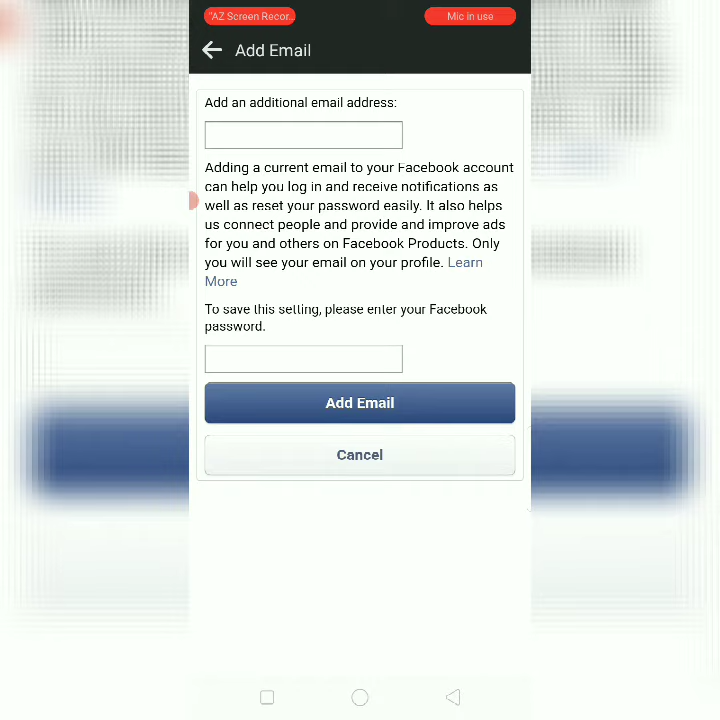 "AZ Screen Recor..
Mic in use
Add Email
Add an additional email address:
Adding a current email to your Facebook account
can help you log in and receive notifications as
well as reset your password easily. It also helps
us connect people and provide and improve ads
for you and others on Facebook Products. Only
you will see your email on your profile. Learn
More
To save this setting, please enter your Facebook
password.
Add Email
Cancel